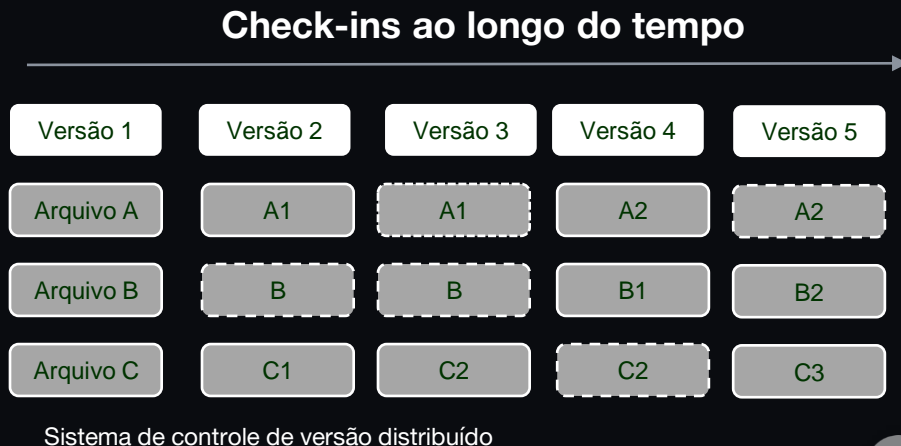 Check-ins ao longo do tempo
Versão 1 Versão 2 Versão 3 Versão 4 Versão 5
Arquivo A A1 A1 A2 A2
Arquivo B B B B1 B2
Arquivo C C1 C2 C2 C3
Sistema de controle de versão distribuído